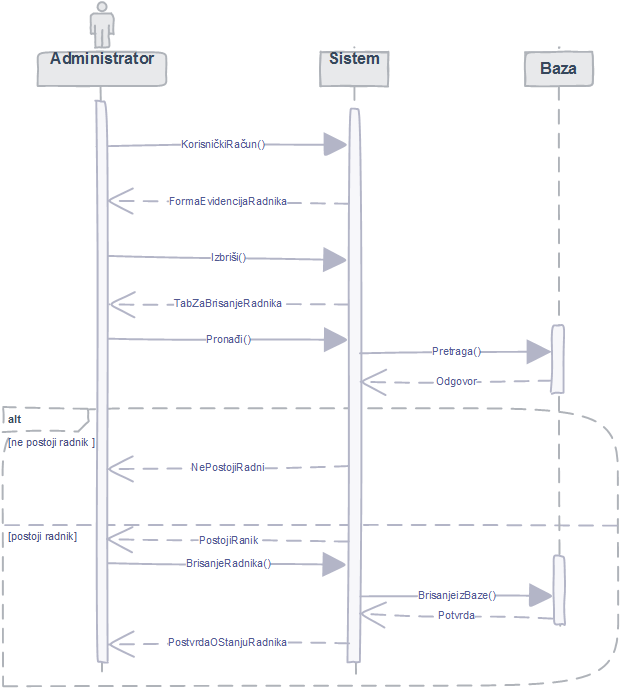 Administrator
Sistem
Baza
KorisničkiRačun()
FormaEvidencijaRadnika
Izbriši()
TabZaBrisanjeRadnika
Pronađi()
Pretraga()
Odgovor
alt
[ne postoji radnik ]
NePostojiRadni
[postoji radnik]
PostojiRanik
BrisanjeRadnika()
BrisanjeizBaze()
Potvrda
PostvrdaOStanjuRadnika